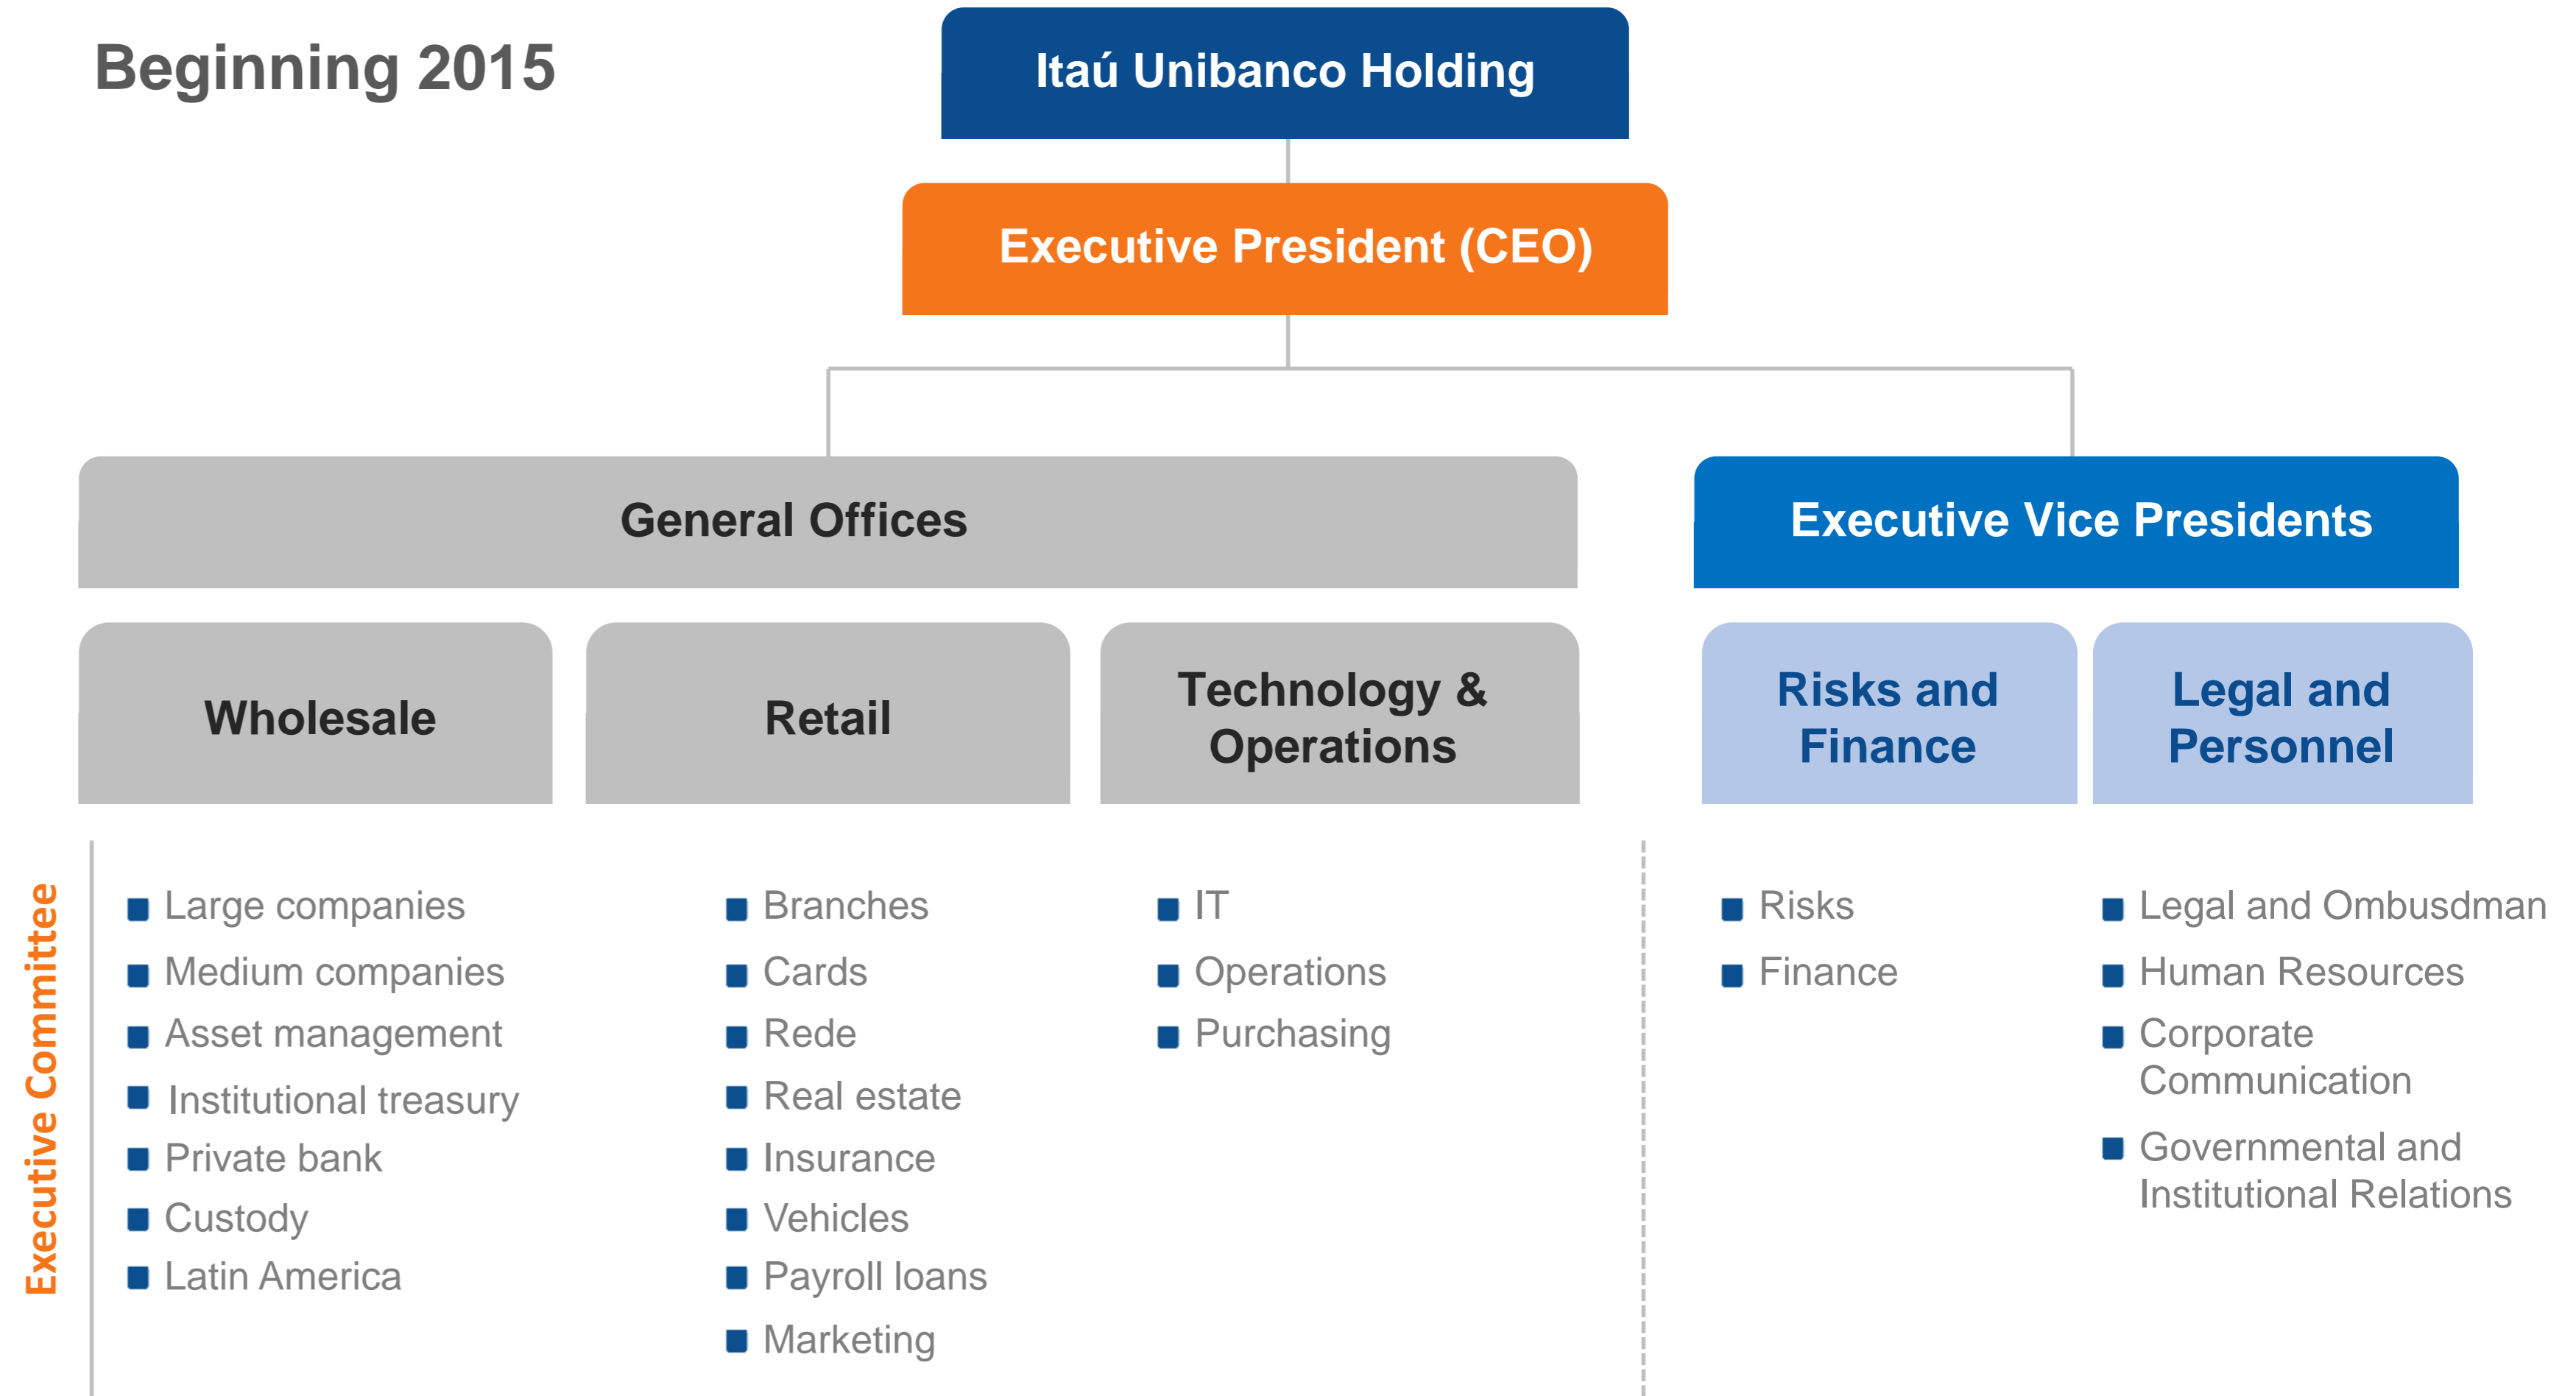 Beginning 2015
Itaú Unibanco Holding
Executive President (CEO)
General Offices
Executive Vice Presidents
Wholesale
Retail
Technology &
Operations
Risks and
Finance
Legal and
Personnel
Executive Committee
Large companies
Medium companies
Asset management
Institutional treasury
Private bank
Custody
Latin America
Branches
Cards
Rede
Real estate
Insurance
Vehicles
Payroll loans
Marketing
IT
Operations
Purchasing
Risks
Finance
Legal and Ombusdman
Human Resources
Corporate
Communication
Governmental and
Institutional Relations